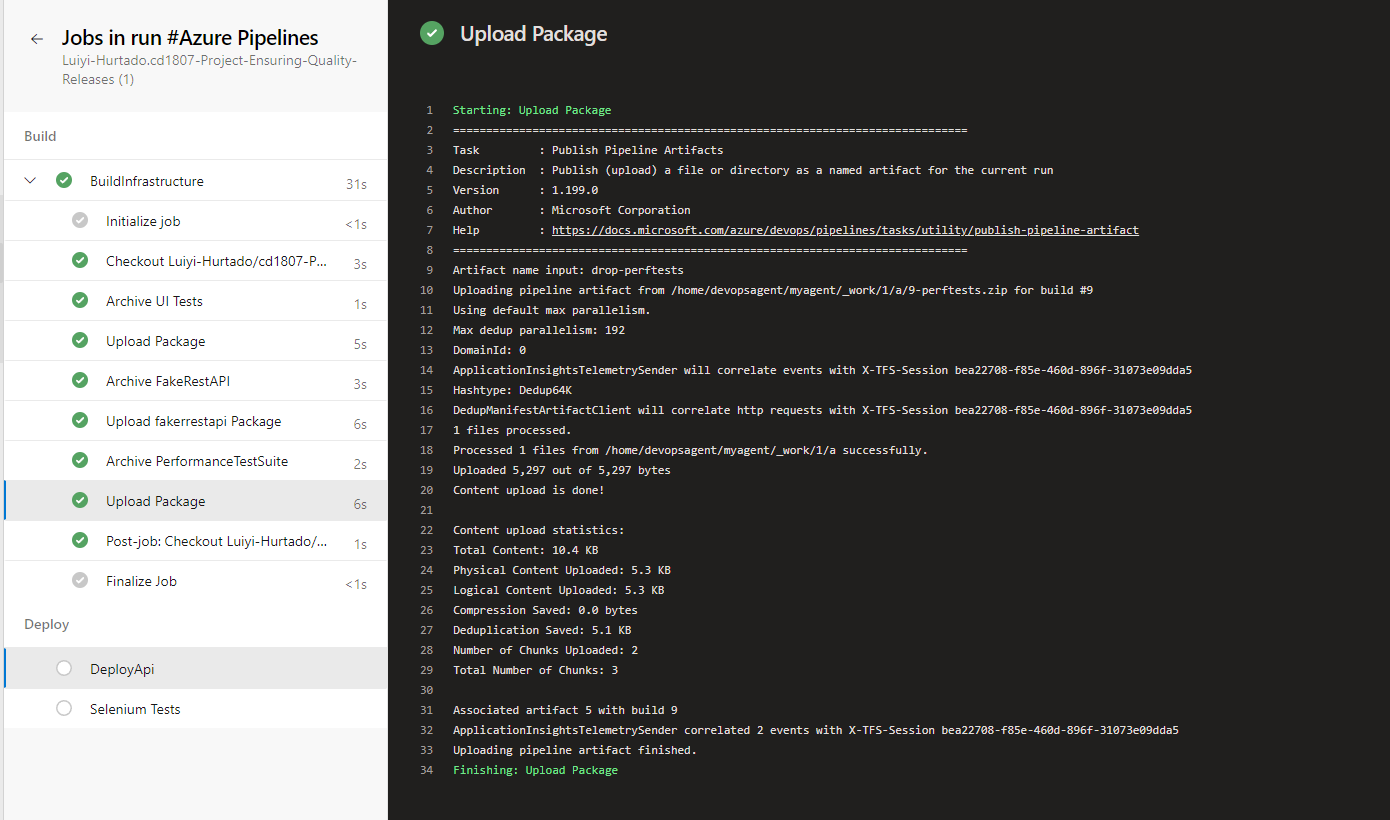 Jobs in run #Azure Pipelines
Luiyi-Hurtado.cd1807-Project-Ensuring-Quality-
Releases (1)
Build
BuildInfrastructure 31s
Initialize job <1s
Checkout Luiyi-Hurtado/cd1807-P... 3s
Archive UI Tests 1s
Upload Package 5s
Archive FakeRestAPI 3s
Upload fakerrestapi Package 6s
Archive PerformanceTestSuite 2s
Upload Package 6s
Post-job: Checkout Luiyi-Hurtado/... 1s
Finalize Job <1s
Deploy
DeployApi
Selenium Tests
Upload Package
1 Starting: Upload Package
2 ==============================================================================
3 Task         : Publish Pipeline Artifacts
4 Description  : Publish (upload) a file or directory as a named artifact for the current run
5 Version      : 1.199.0
6 Author       : Microsoft Corporation
7 Help         : https://docs.microsoft.com/azure/devops/pipelines/tasks/utility/publish-pipeline-artifact
8 ==============================================================================
9 Artifact name input: drop-perftests
10 Uploading pipeline artifact from /home/devopsagent/myagent/_work/1/a/9-perftests.zip for build #9
11 Using default max parallelism.
12 Max dedup parallelism: 192
13 DomainId: 0
14 ApplicationInsightsTelemetrySender will correlate events with X-TFS-Session bea22708-f85e-460d-896f-31073e09dda5
15 Hashtype: Dedup64K
16 DedupManifestArtifactClient will correlate http requests with X-TFS-Session bea22708-f85e-460d-896f-31073e09dda5
17 1 files processed.
18 Processed 1 files from /home/devopsagent/myagent/_work/1/a successfully.
19 Uploaded 5,297 out of 5,297 bytes
20 Content upload is done!
21
22 Content upload statistics:
23 Total Content: 10.4 KB
24 Physical Content Uploaded: 5.3 KB
25 Logical Content Uploaded: 5.3 KB
26 Compression Saved: 0.0 bytes
27 Deduplication Saved: 5.1 KB
28 Number of Chunks Uploaded: 2
29 Total Number of Chunks: 3
30
31 Associated artifact 5 with build 9
32 ApplicationInsightsTelemetrySender correlated 2 events with X-TFS-Session bea22708-f85e-460d-896f-31073e09dda5
33 Uploading pipeline artifact finished.
34 Finishing: Upload Package